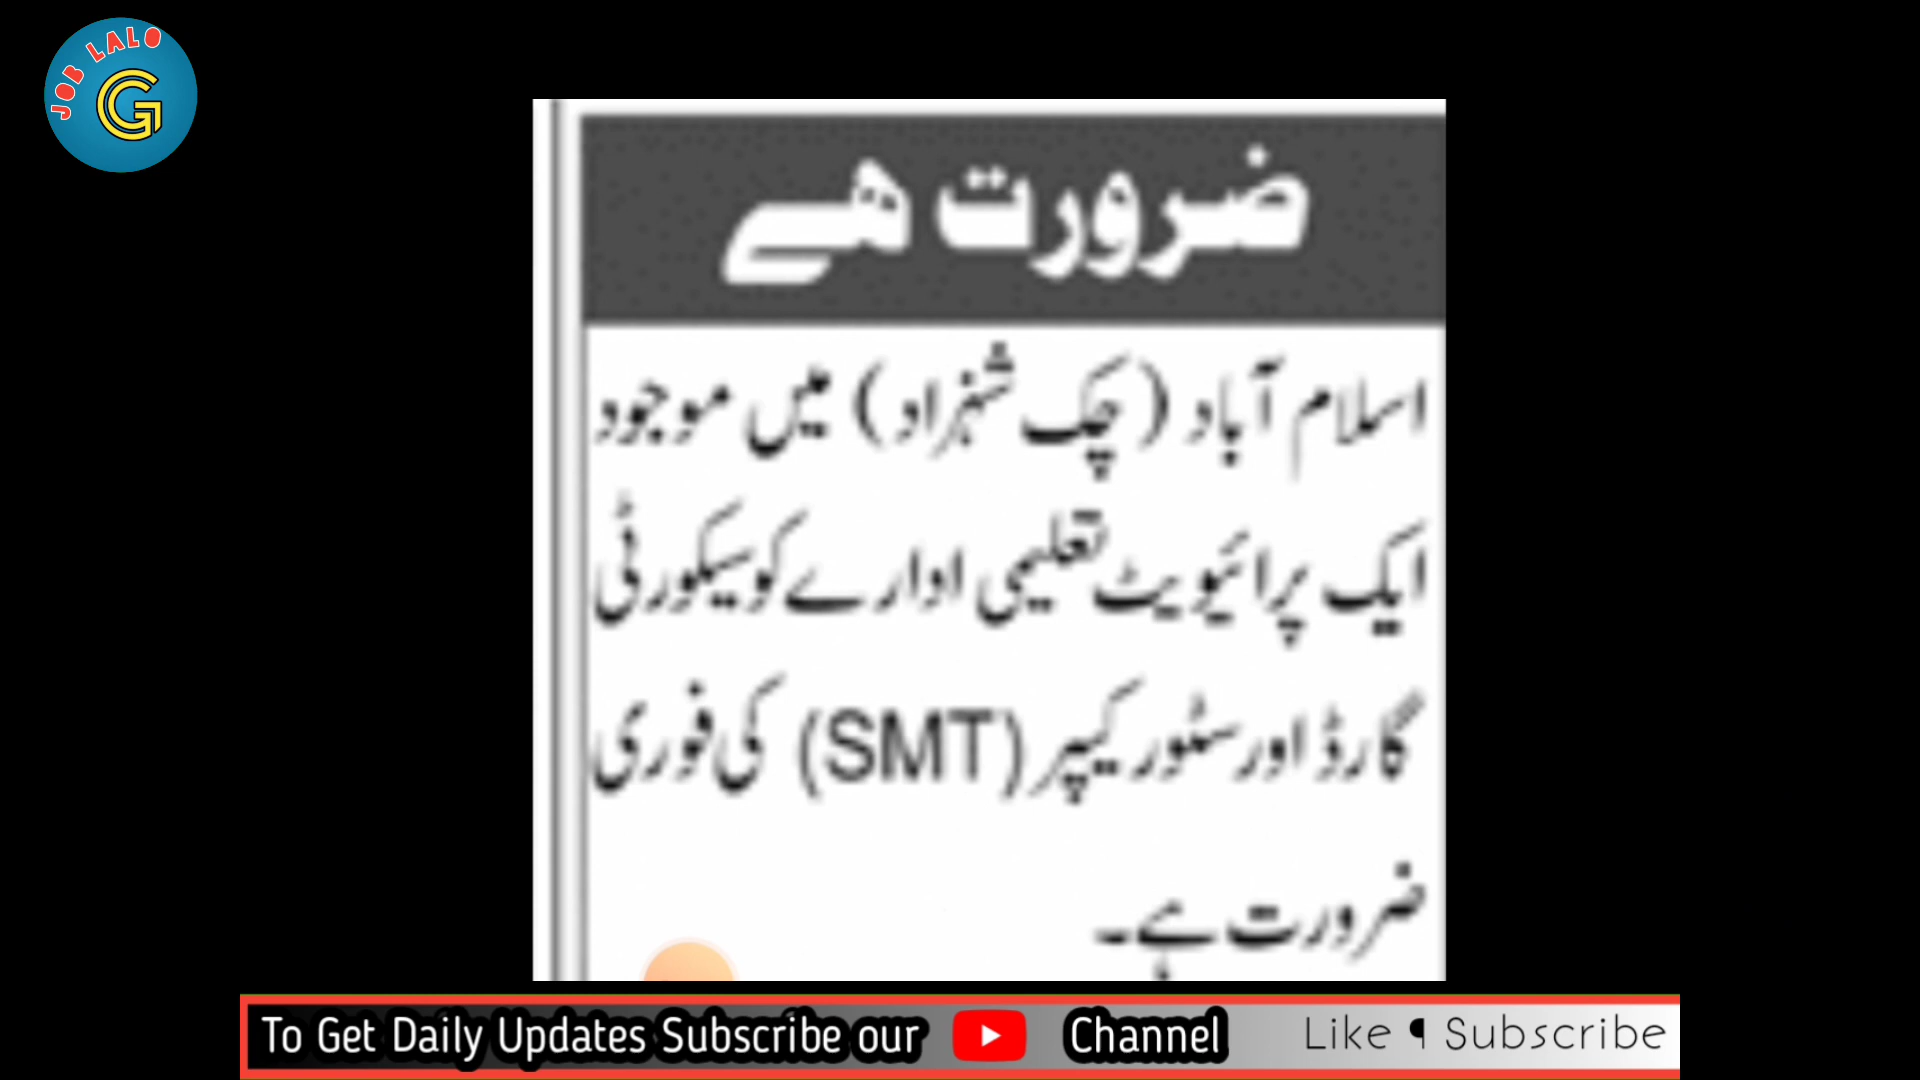 JOB LALO
G
ضرورت ھے
اسلام آباد (چک شہزاد) میں موجود
ایک پرائیویٹ تعلیمی ادارے کو سیکورٹی
گارڈ اور سٹور کیپر (SMT) کی فوری
ضرورت ہے۔
To Get Daily Updates Subscribe our Channel
Like ¶ Subscribe